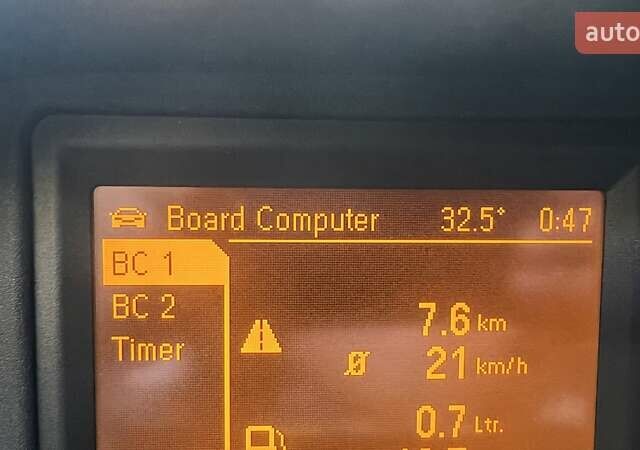 auto
Board Computer 32.5° 0:47
BC 1
BC 2
Timer
7.6 km
Ø 21 km/h
0.7 Ltr.